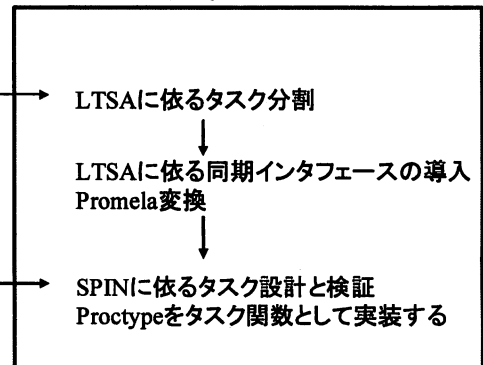 LTSAに依るタスク分割
LTSAに依る同期インタフェースの導入
Promela変換
SPINに依るタスク設計と検証
Proctypeをタスク関数として実装する